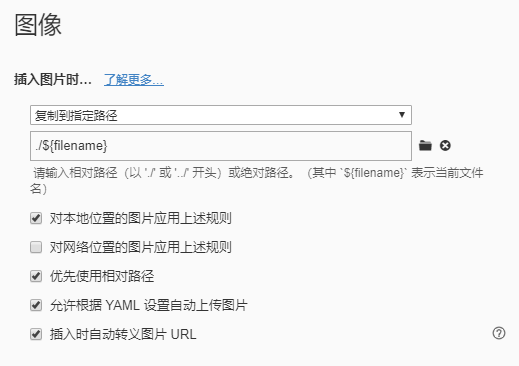 图像
插入图片时... 了解更多...
复制到指定路径
./${filename}
请输入相对路径（以 './' 或 '../' 开头）或绝对路径。（其中 `${filename}` 表示当前文件
名）
对本地位置的图片应用上述规则
对网络位置的图片应用上述规则
优先使用相对路径
允许根据 YAML 设置自动上传图片
插入时自动转义图片 URL